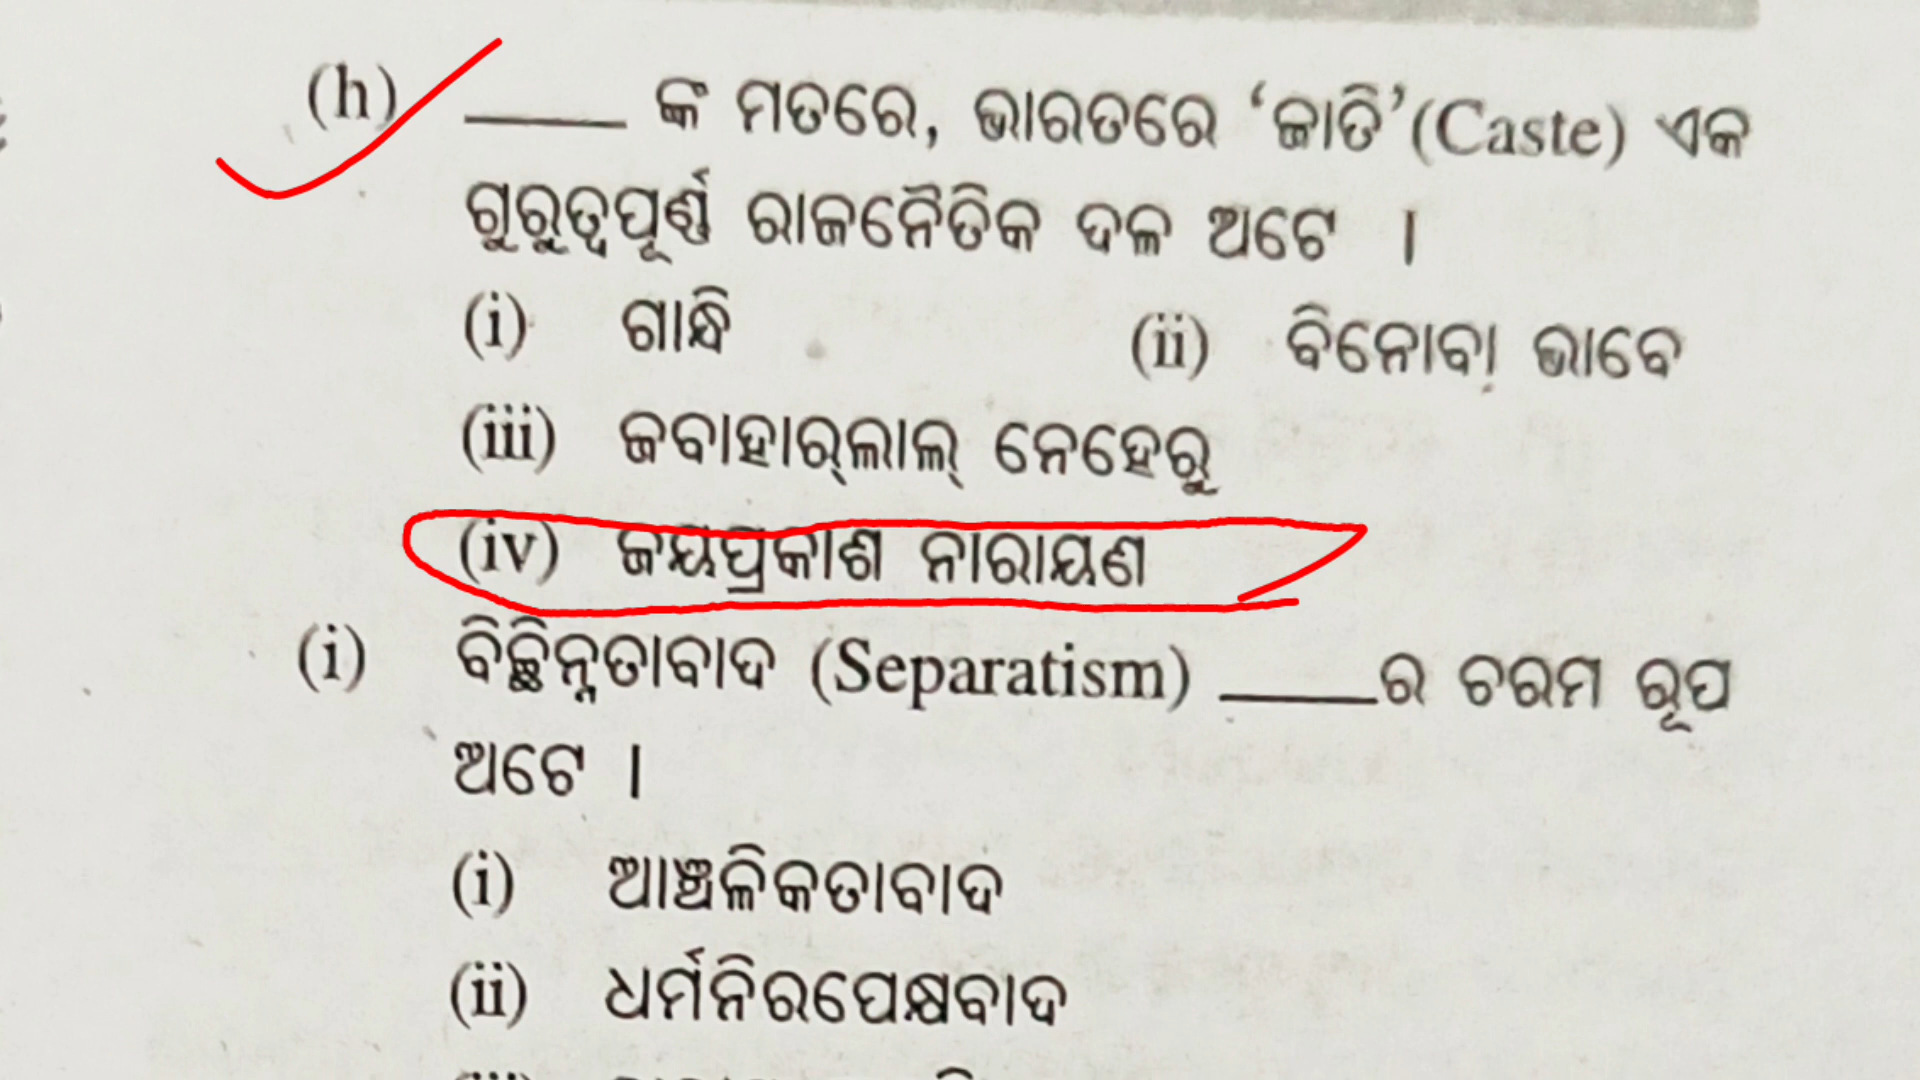 (h) ____ ଙ୍କ ମତରେ, ଭାରତରେ ‘ଜାତି’(Caste) ଏକ
ଗୁରୁତ୍ୱପୂର୍ଣ୍ଣ ରାଜନୈତିକ ଦଳ ଅଟେ ।
(i) ଗାନ୍ଧି (ii) ବିନୋବା ଭାବେ
(iii) ଜବାହାର୍‌ଲାଲ୍ ନେହେରୁ
(iv) ଜୟପ୍ରକାଶ ନାରାୟଣ
(i) ବିଚ୍ଛିନ୍ନତାବାଦ (Separatism) ____ର ଚରମ ରୂପ
ଅଟେ ।
(i) ଆଞ୍ଚଳିକତାବାଦ
(ii) ଧର୍ମନିରପେକ୍ଷବାଦ